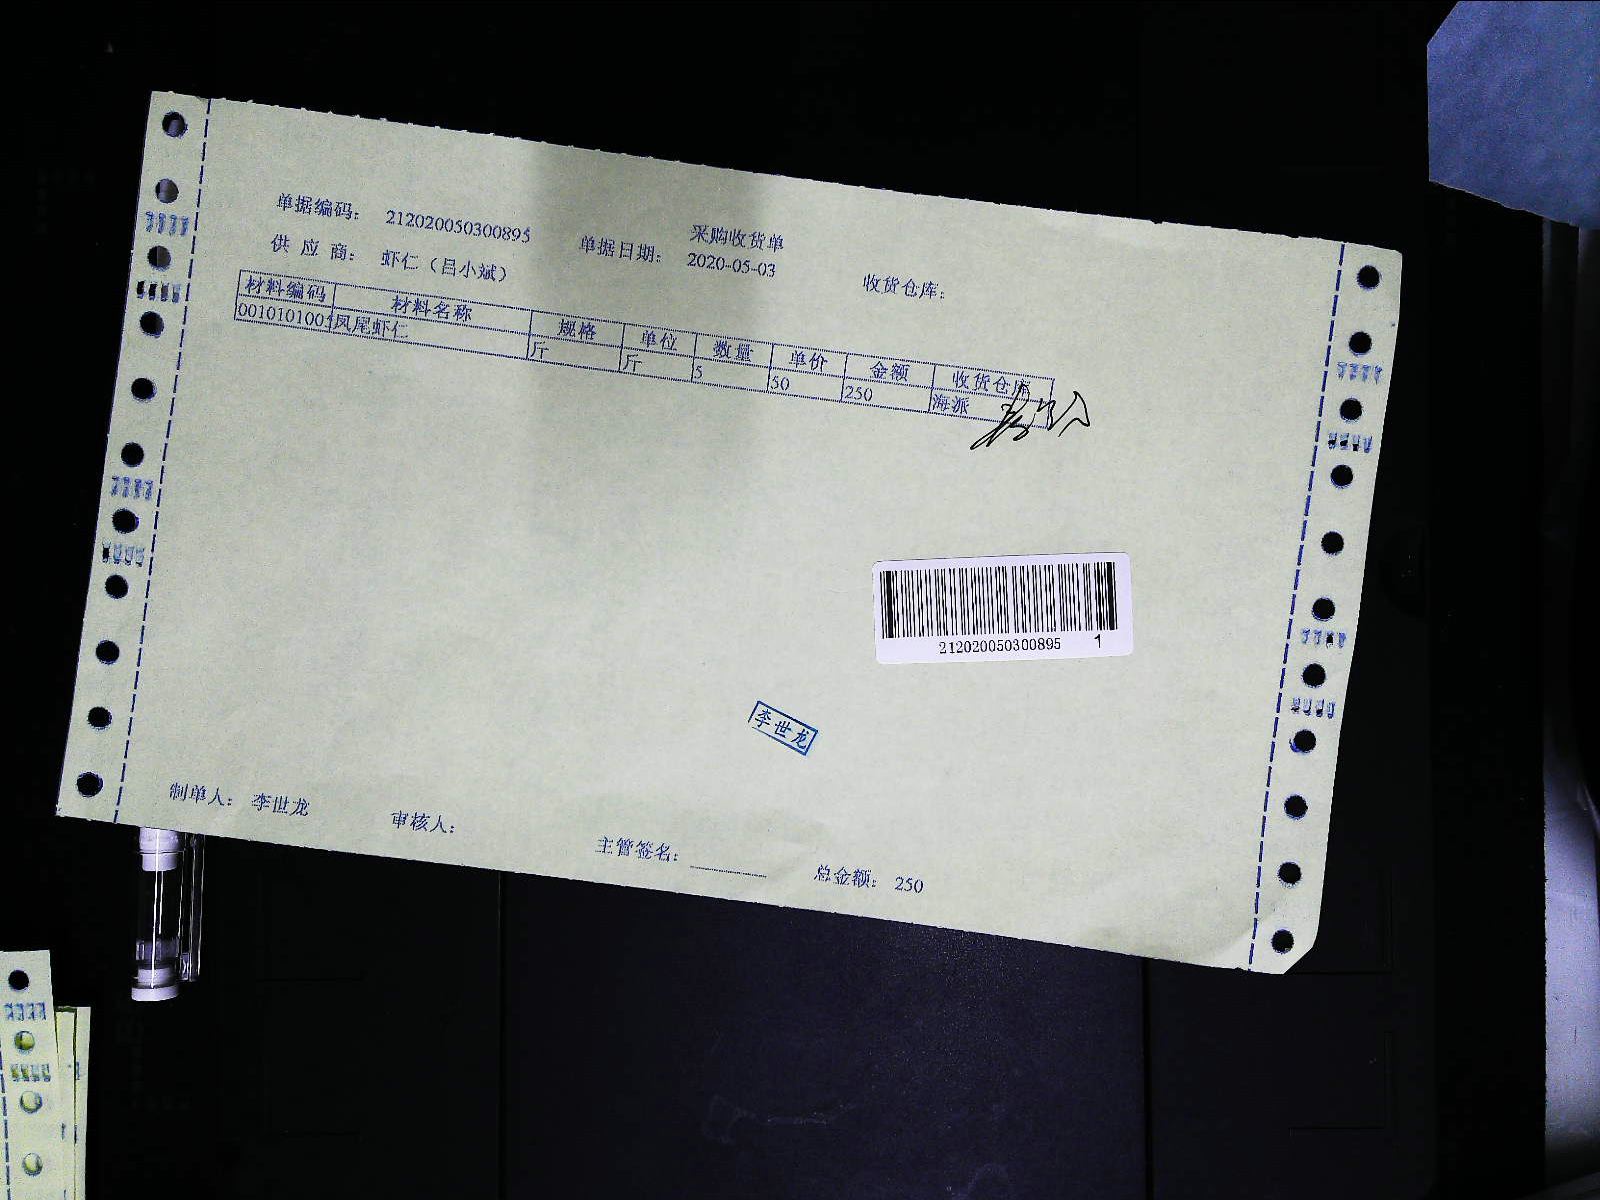 采购收货单
单据编码: 212020050300895 单据日期: 2020-05-03 收货仓库:
供 应 商: 虾仁（吕小斌）
材料编码 材料名称 规格 单位 数量 单价 金额 收货仓库
001010100 凤尾虾仁 斤 斤 5 50 250 海派
212020050300895 1
李世龙
制单人: 李世龙 审核人: 主管签名: 总金额: 250